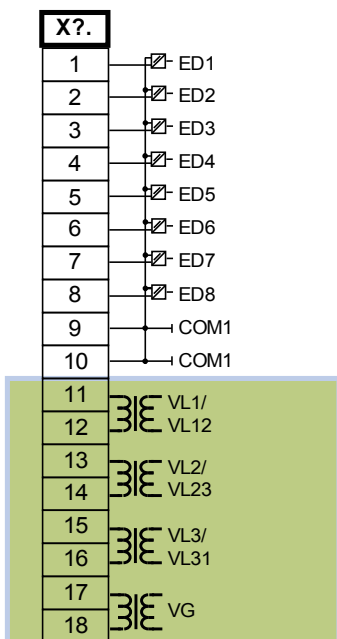 X?.
1 ED1
2 ED2
3 ED3
4 ED4
5 ED5
6 ED6
7 ED7
8 ED8
9 COM1
10 COM1
11 VL1/
12 VL12
13 VL2/
14 VL23
15 VL3/
16 VL31
17
VG
18